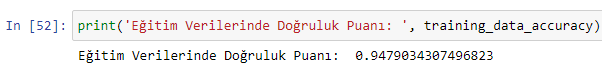 In [52]: print('Eğitim Verilerinde Doğruluk Puanı: ', training_data_accuracy)
Eğitim Verilerinde Doğruluk Puanı:  0.9479034307496823